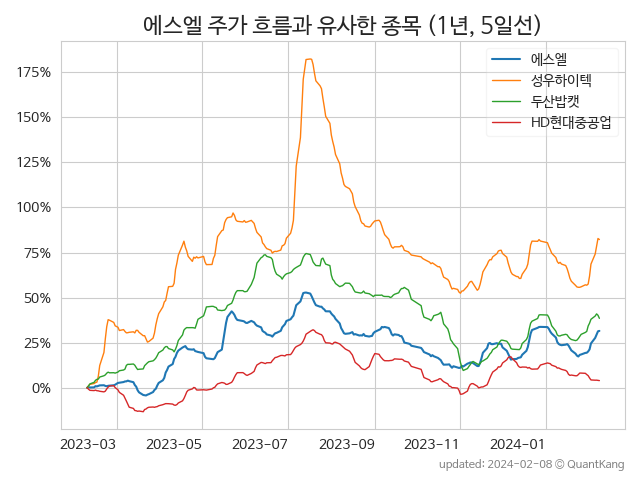 에스엘 주가 흐름과 유사한 종목 (1년, 5일선)
에스엘
성우하이텍
두산밥캣
HD현대중공업
175%
150%
125%
100%
75%
50%
25%
0%
2023-03 2023-05 2023-07 2023-09 2023-11 2024-01
updated: 2024-02-08 © QuantKang